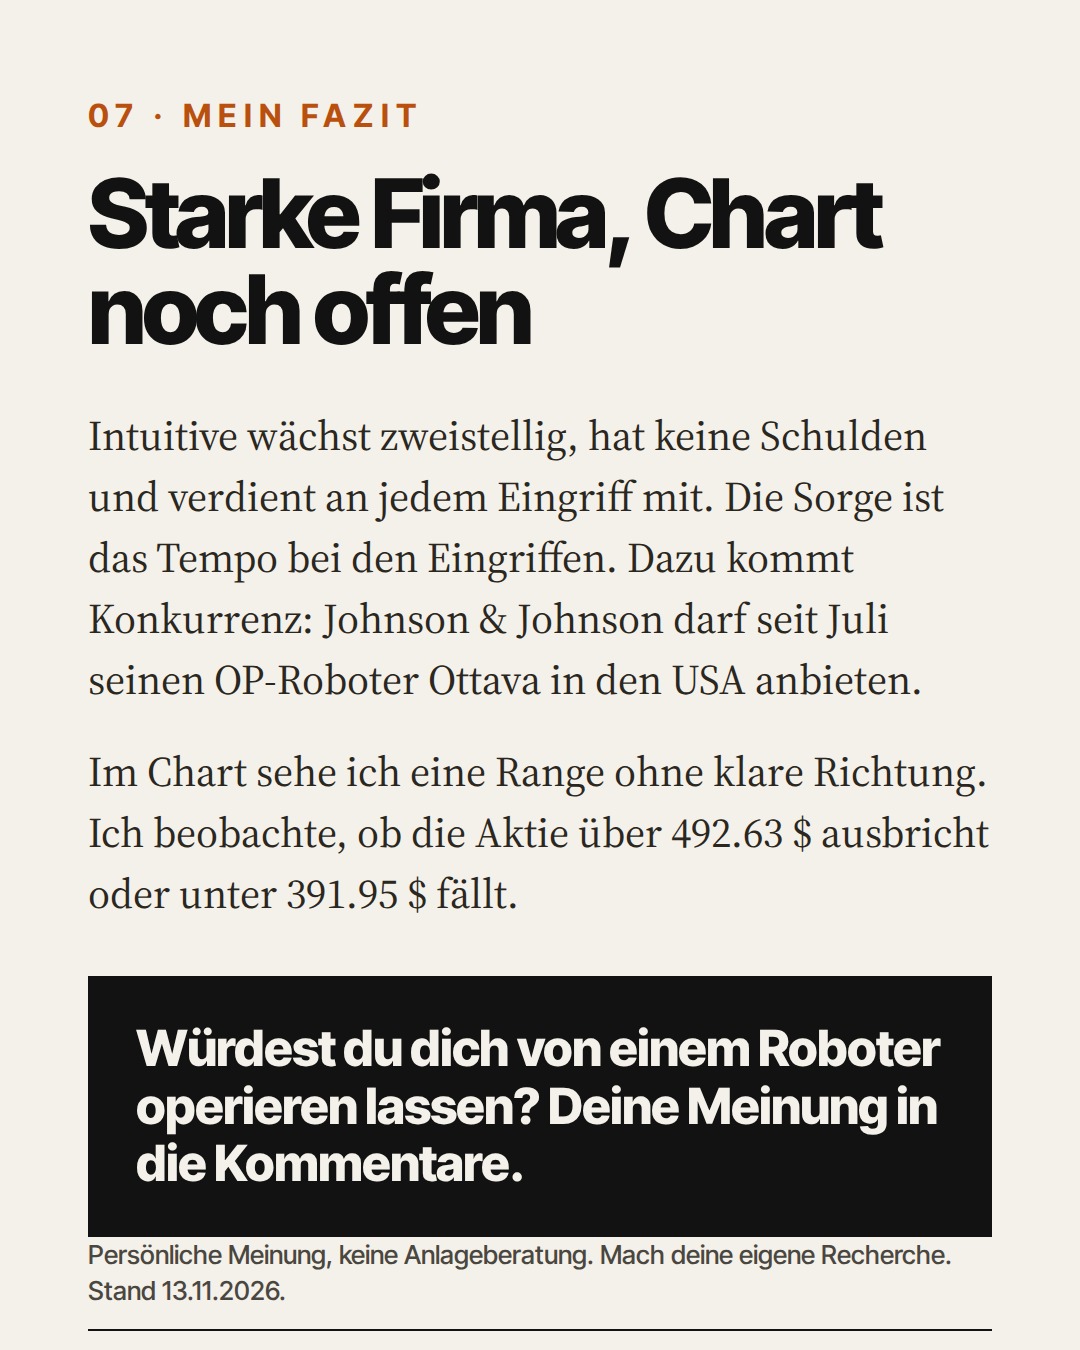 07 · MEIN FAZIT
Starke Firma, Chart
noch offen
Intuitive wächst zweistellig, hat keine Schulden
und verdient an jedem Eingriff mit. Die Sorge ist
das Tempo bei den Eingriffen. Dazu kommt
Konkurrenz: Johnson & Johnson darf seit Juli
seinen OP-Roboter Ottava in den USA anbieten.
Im Chart sehe ich eine Range ohne klare Richtung.
Ich beobachte, ob die Aktie über 492.63 $ ausbricht
oder unter 391.95 $ fällt.
Würdest du dich von einem Roboter
operieren lassen? Deine Meinung in
die Kommentare.
Persönliche Meinung, keine Anlageberatung. Mach deine eigene Recherche.
Stand 13.11.2026.